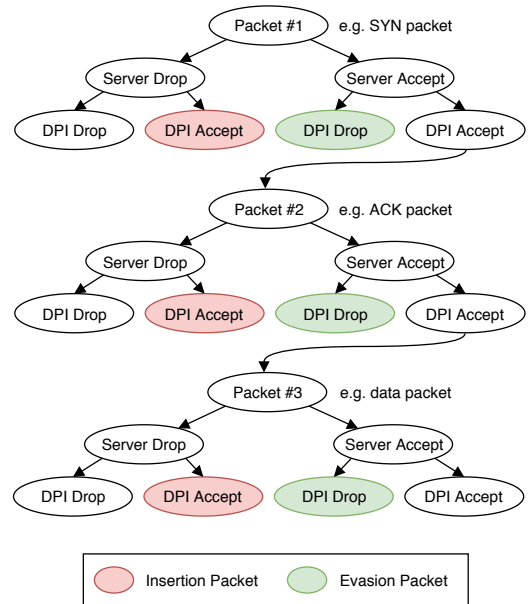 Packet #1 e.g. SYN packet
Server Drop Server Accept
DPI Drop DPI Accept DPI Drop DPI Accept
Packet #2 e.g. ACK packet
Server Drop Server Accept
DPI Drop DPI Accept DPI Drop DPI Accept
Packet #3 e.g. data packet
Server Drop Server Accept
DPI Drop DPI Accept DPI Drop DPI Accept
Insertion Packet Evasion Packet